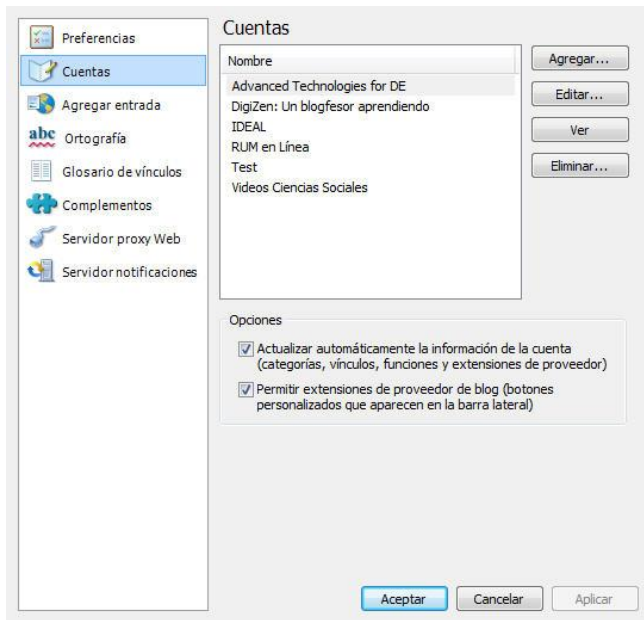 Preferencias
Cuentas
Agregar entrada
abc Ortografía
Glosario de vínculos
Complementos
Servidor proxy Web
Servidor notificaciones
Cuentas
Nombre
Advanced Technologies for DE
DigiZen: Un blogfesor aprendiendo
IDEAL
RUM en Línea
Test
Videos Ciencias Sociales
Agregar...
Editar...
Ver
Eliminar...
Opciones
Actualizar automáticamente la información de la cuenta
(categorías, vínculos, funciones y extensiones de proveedor)
Permitir extensiones de proveedor de blog (botones
personalizados que aparecen en la barra lateral)
Aceptar
Cancelar
Aplicar